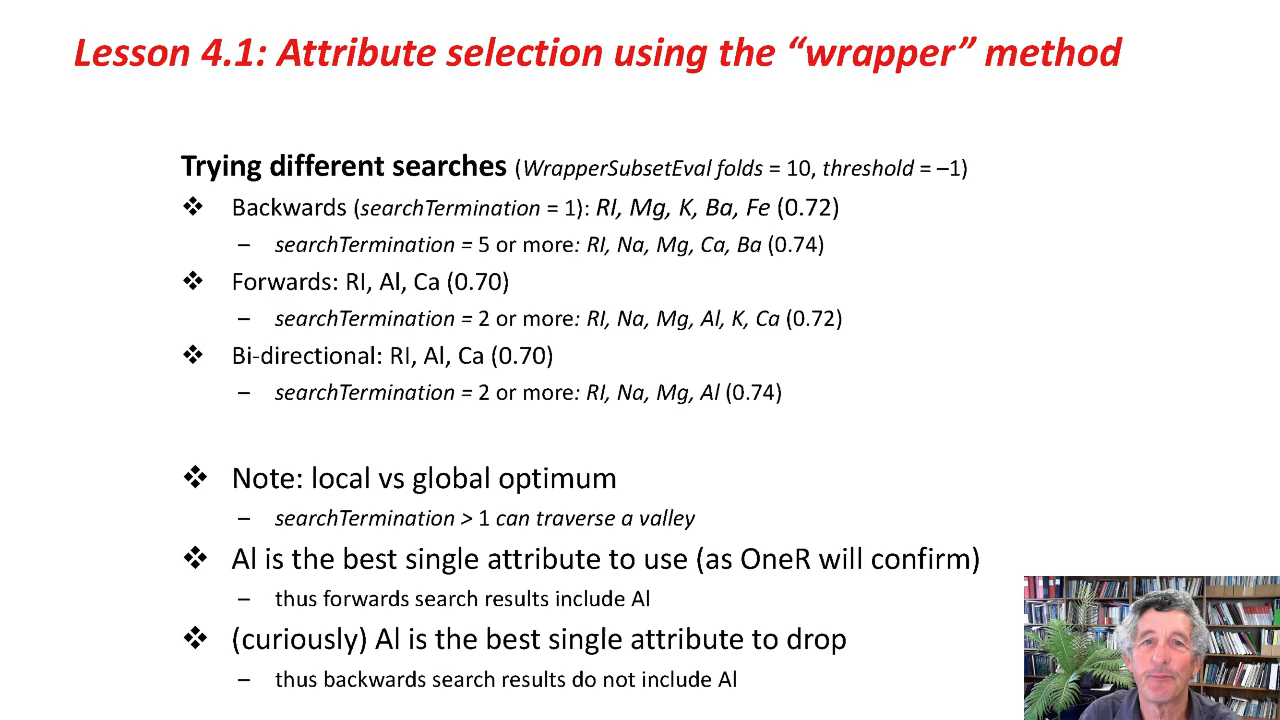 Lesson 4.1: Attribute selection using the “wrapper” method
Trying different searches (WrapperSubsetEval folds = 10, threshold = –1)
❖ Backwards (searchTermination = 1): RI, Mg, K, Ba, Fe (0.72)
– searchTermination = 5 or more: RI, Na, Mg, Ca, Ba (0.74)
❖ Forwards: RI, Al, Ca (0.70)
– searchTermination = 2 or more: RI, Na, Mg, Al, K, Ca (0.72)
❖ Bi-directional: RI, Al, Ca (0.70)
– searchTermination = 2 or more: RI, Na, Mg, Al (0.74)
❖ Note: local vs global optimum
– searchTermination > 1 can traverse a valley
❖ Al is the best single attribute to use (as OneR will confirm)
– thus forwards search results include Al
❖ (curiously) Al is the best single attribute to drop
– thus backwards search results do not include Al